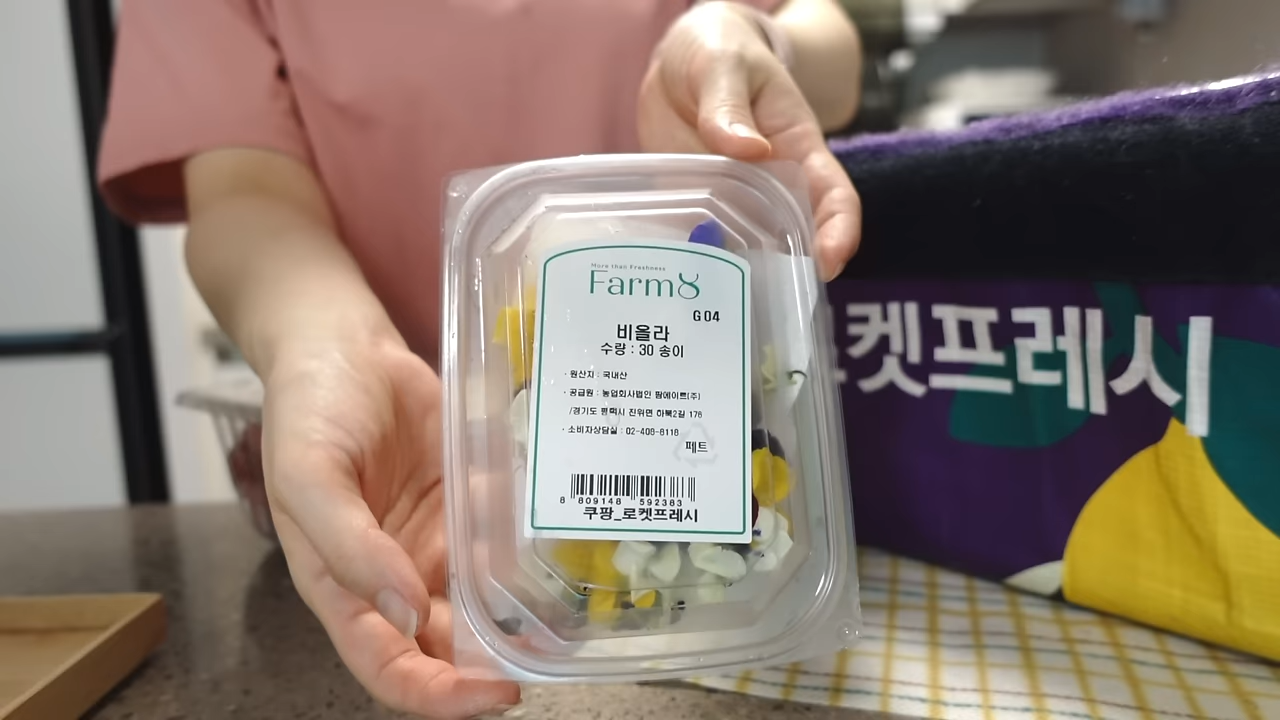 More than Freshness
Farm8
G04
비올라
수량 : 30 송이
· 원산지 : 국내산
· 공급원 : 농업회사법인 팜에이트(주)
/경기도 평택시 진위면 하북2길 176
· 소비자상담실 : 02-408-8118
페트
8 809148 592383
쿠팡_로켓프레시
로켓프레시